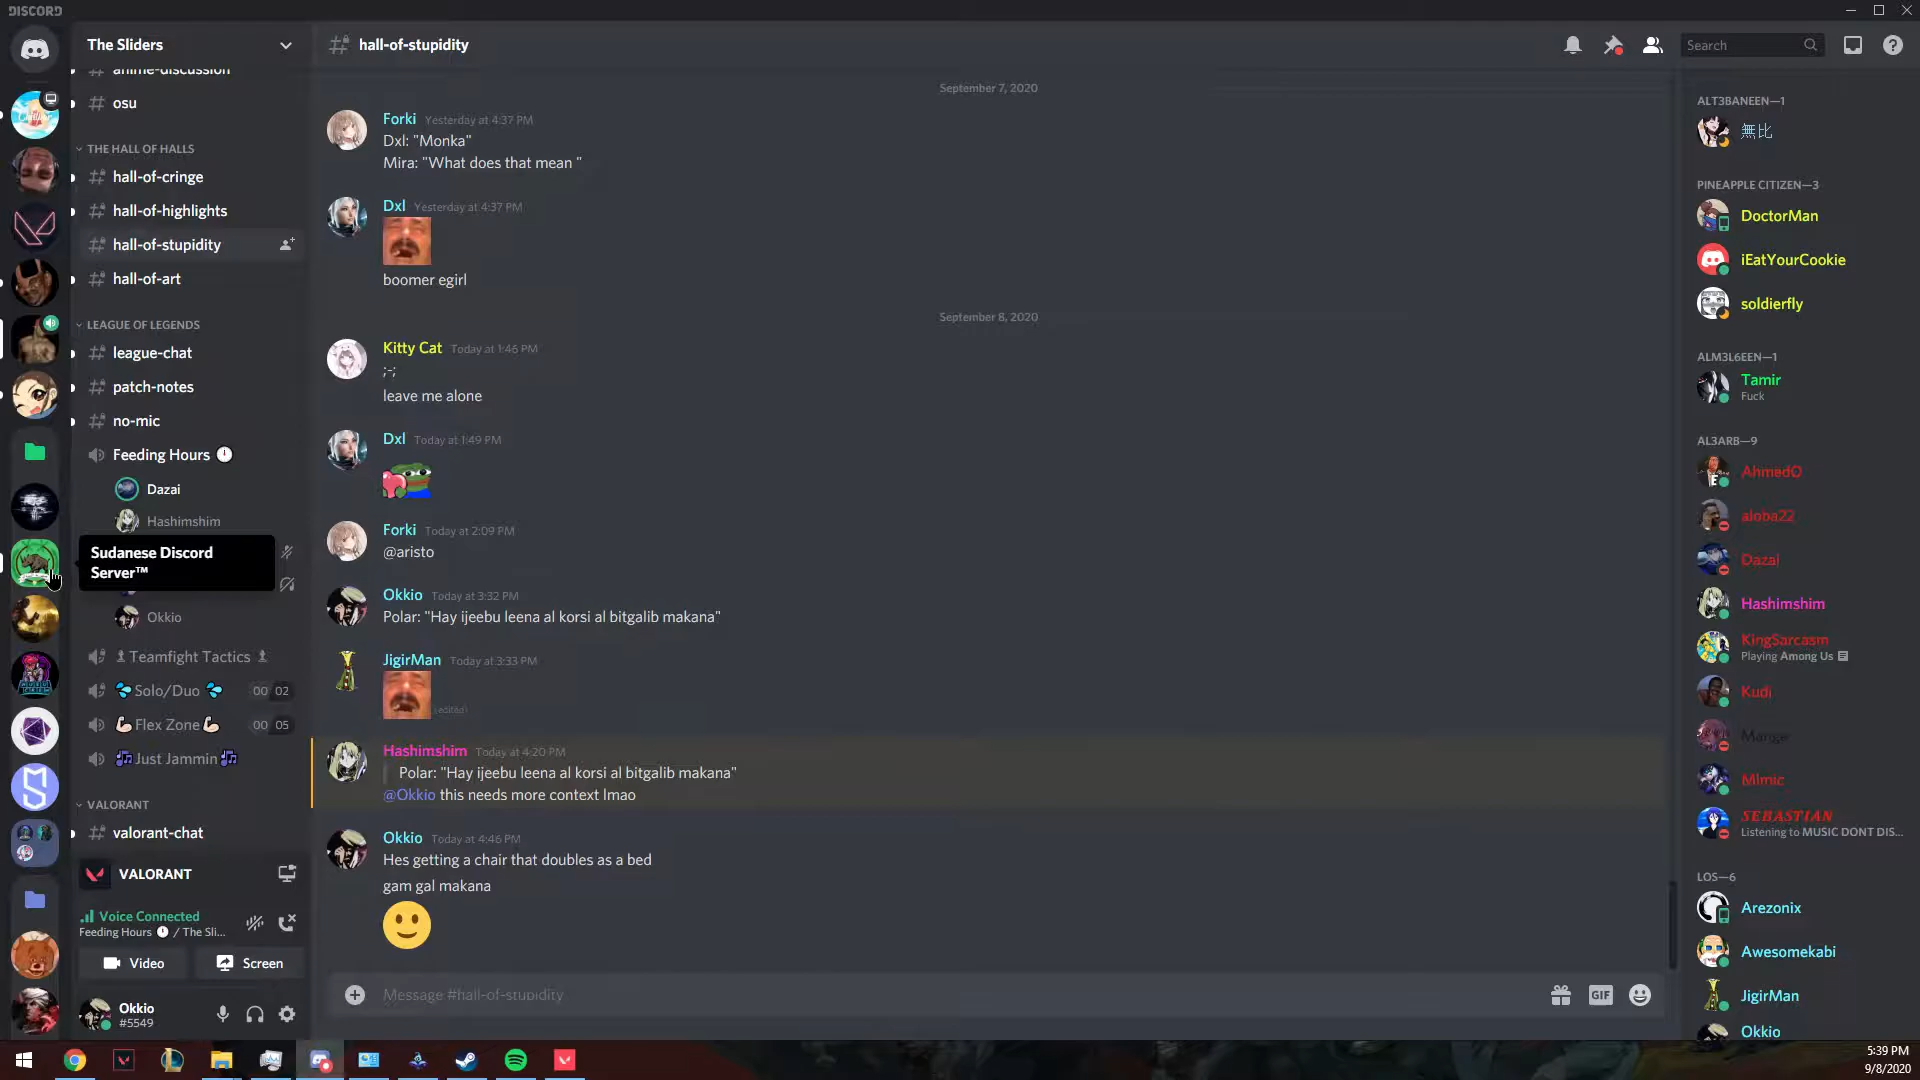 DISCORD
The Sliders
anime-discussion
osu
THE HALL OF HALLS
hall-of-cringe
hall-of-highlights
hall-of-stupidity
hall-of-art
LEAGUE OF LEGENDS
league-chat
patch-notes
no-mic
Feeding Hours
Dazai
Hashimshim
Sudanese Discord
Server™
Okkio
Teamfight Tactics
Solo/Duo 00 02
Flex Zone 00 05
Just Jammin
VALORANT
valorant-chat
VALORANT
Voice Connected
Feeding Hours / The Sli...
Video Screen
Okkio
#5549
hall-of-stupidity
Search
September 7, 2020
Forki Yesterday at 4:37 PM
Dxl: "Monka"
Mira: "What does that mean "
Dxl Yesterday at 4:37 PM
boomer egirl
September 8, 2020
Kitty Cat Today at 1:46 PM
;-;
leave me alone
Dxl Today at 1:49 PM
Forki Today at 2:09 PM
@aristo
Okkio Today at 3:32 PM
Polar: "Hay ijeebu leena al korsi al bitgalib makana"
JigirMan Today at 3:33 PM
(edited)
Hashimshim Today at 4:20 PM
Polar: "Hay ijeebu leena al korsi al bitgalib makana"
@Okkio this needs more context lmao
Okkio Today at 4:46 PM
Hes getting a chair that doubles as a bed
gam gal makana
Message #hall-of-stupidity
GIF
ALT3BANEEN—1
無比
PINEAPPLE CITIZEN—3
DoctorMan
iEatYourCookie
soldierfly
ALM3L6EEN—1
Tamir
Fuck
AL3ARB—9
AhmedO
aloba22
Dazai
Hashimshim
KingSarcasm
Playing Among Us
Kudi
Mange
Mimic
SEBASTIAN
Listening to MUSIC DONT DIS...
LOS—6
Arezonix
Awesomekabi
JigirMan
Okkio
5:39 PM
9/8/2020